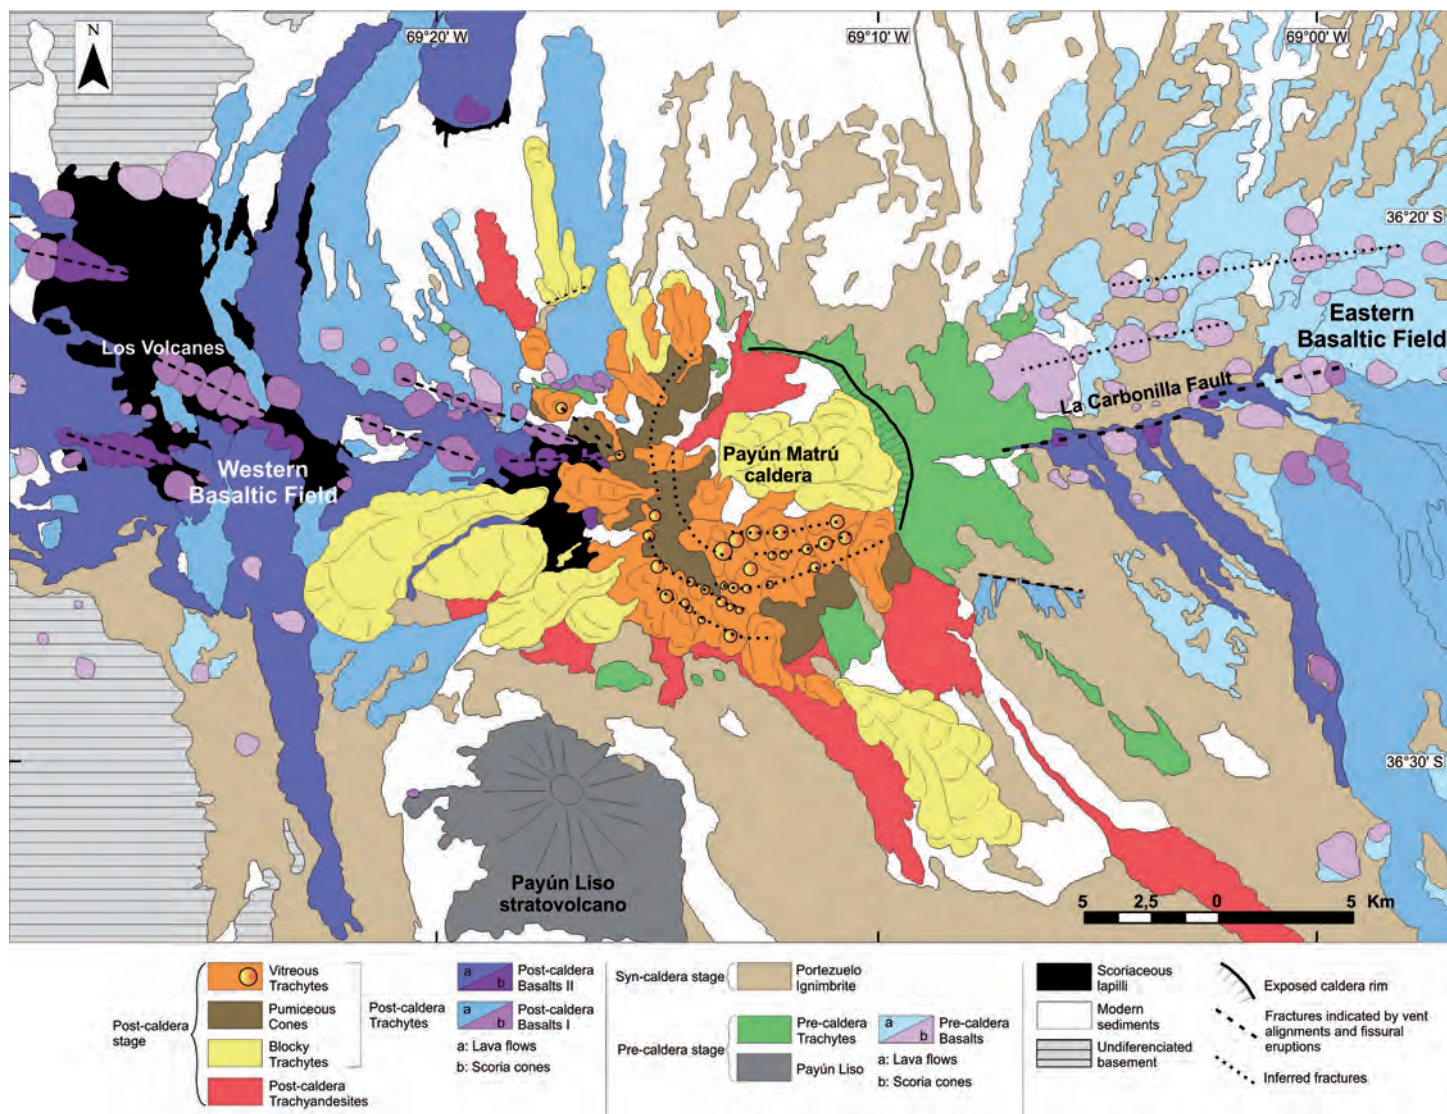 N
69°20' W
69°10' W
69°00' W
36°20' S
Los Volcanes
Eastern
Basaltic Field
La Carbonilla Fault
Western
Basaltic Field
Payún Matrú
caldera
36°30' S
Payún Liso
stratovolcano
5 2,5 0 5 Km
Post-caldera
stage
Vitreous
Trachytes
Pumiceous
Cones
Blocky
Trachytes
Post-caldera
Trachyandesites
Post-caldera
Trachytes
a
b
Post-caldera
Basalts II
a
b
Post-caldera
Basalts I
a: Lava flows
b: Scoria cones
Syn-caldera stage
Portezuelo
Ignimbrite
Pre-caldera stage
Pre-caldera
Trachytes
Payún Liso
a
b
Pre-caldera
Basalts
a: Lava flows
b: Scoria cones
Scoriaceous
lapilli
Modern
sediments
Undiferenciated
basement
Exposed caldera rim
Fractures indicated by vent
alignments and fissural
eruptions
Inferred fractures